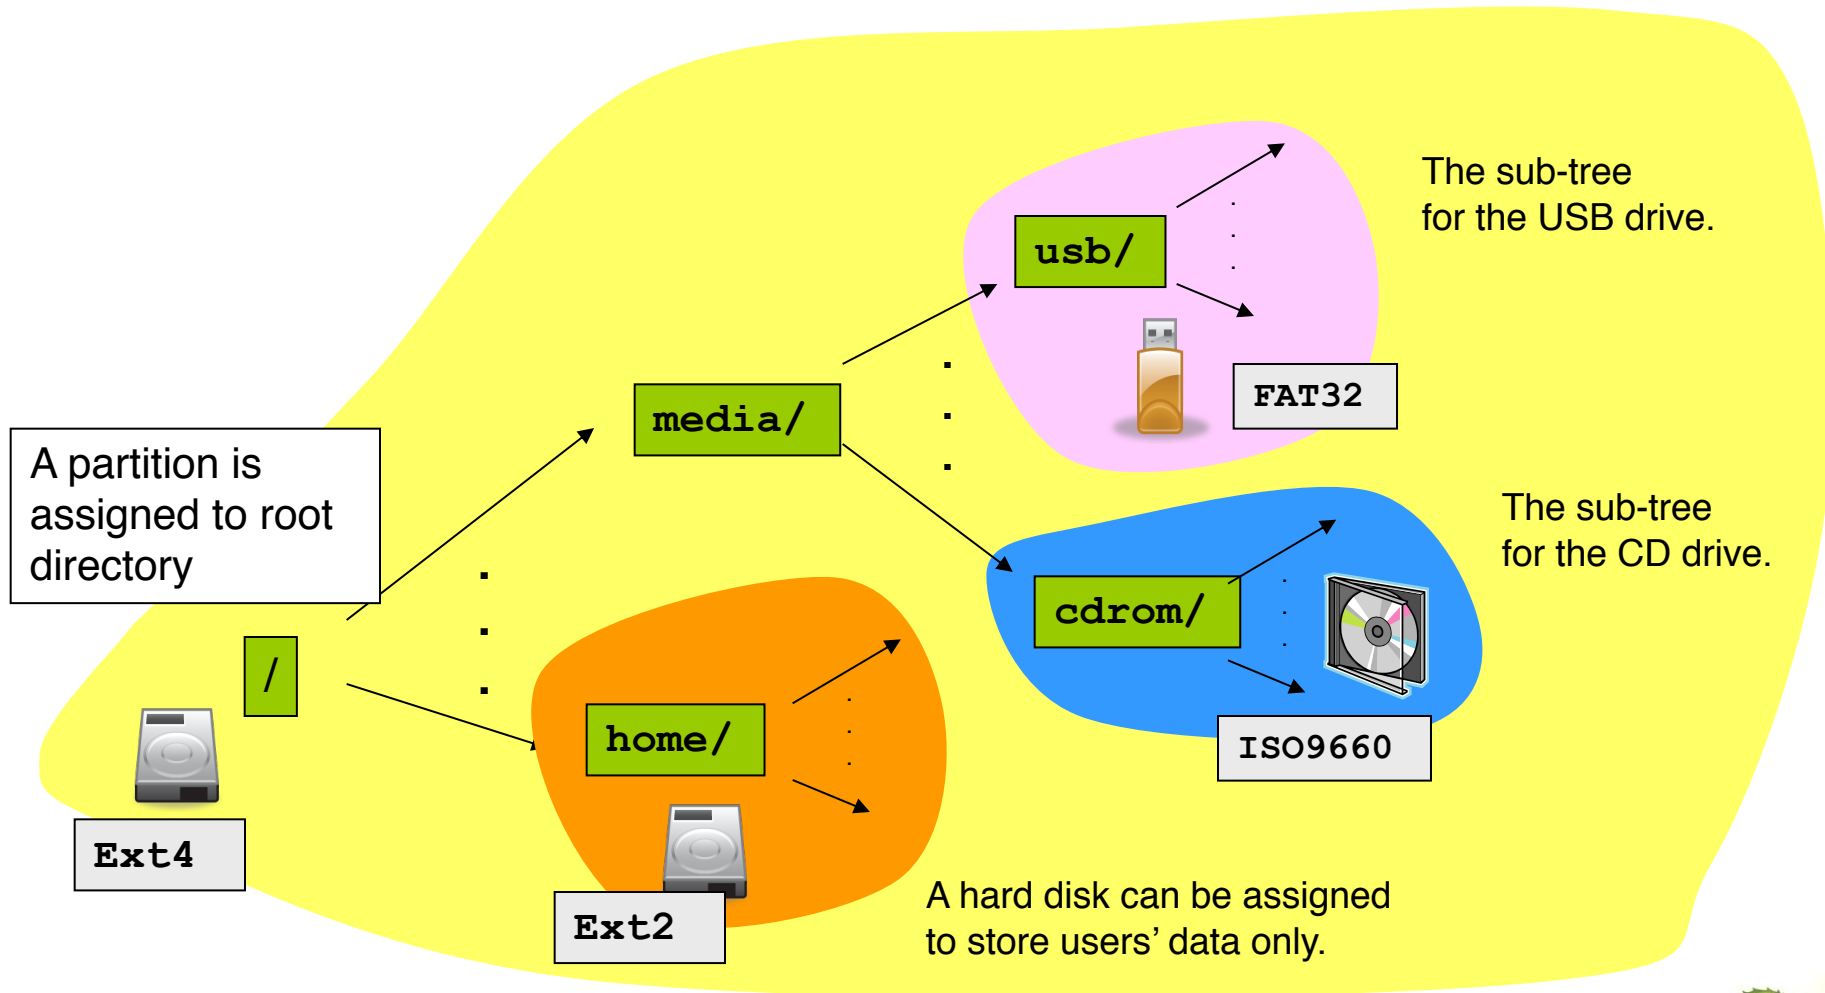 The sub-tree
for the USB drive.
usb/
FAT32
media/
A partition is
assigned to root
directory
The sub-tree
for the CD drive.
cdrom/
ISO9660
/
home/
Ext4
Ext2
A hard disk can be assigned
to store users’ data only.